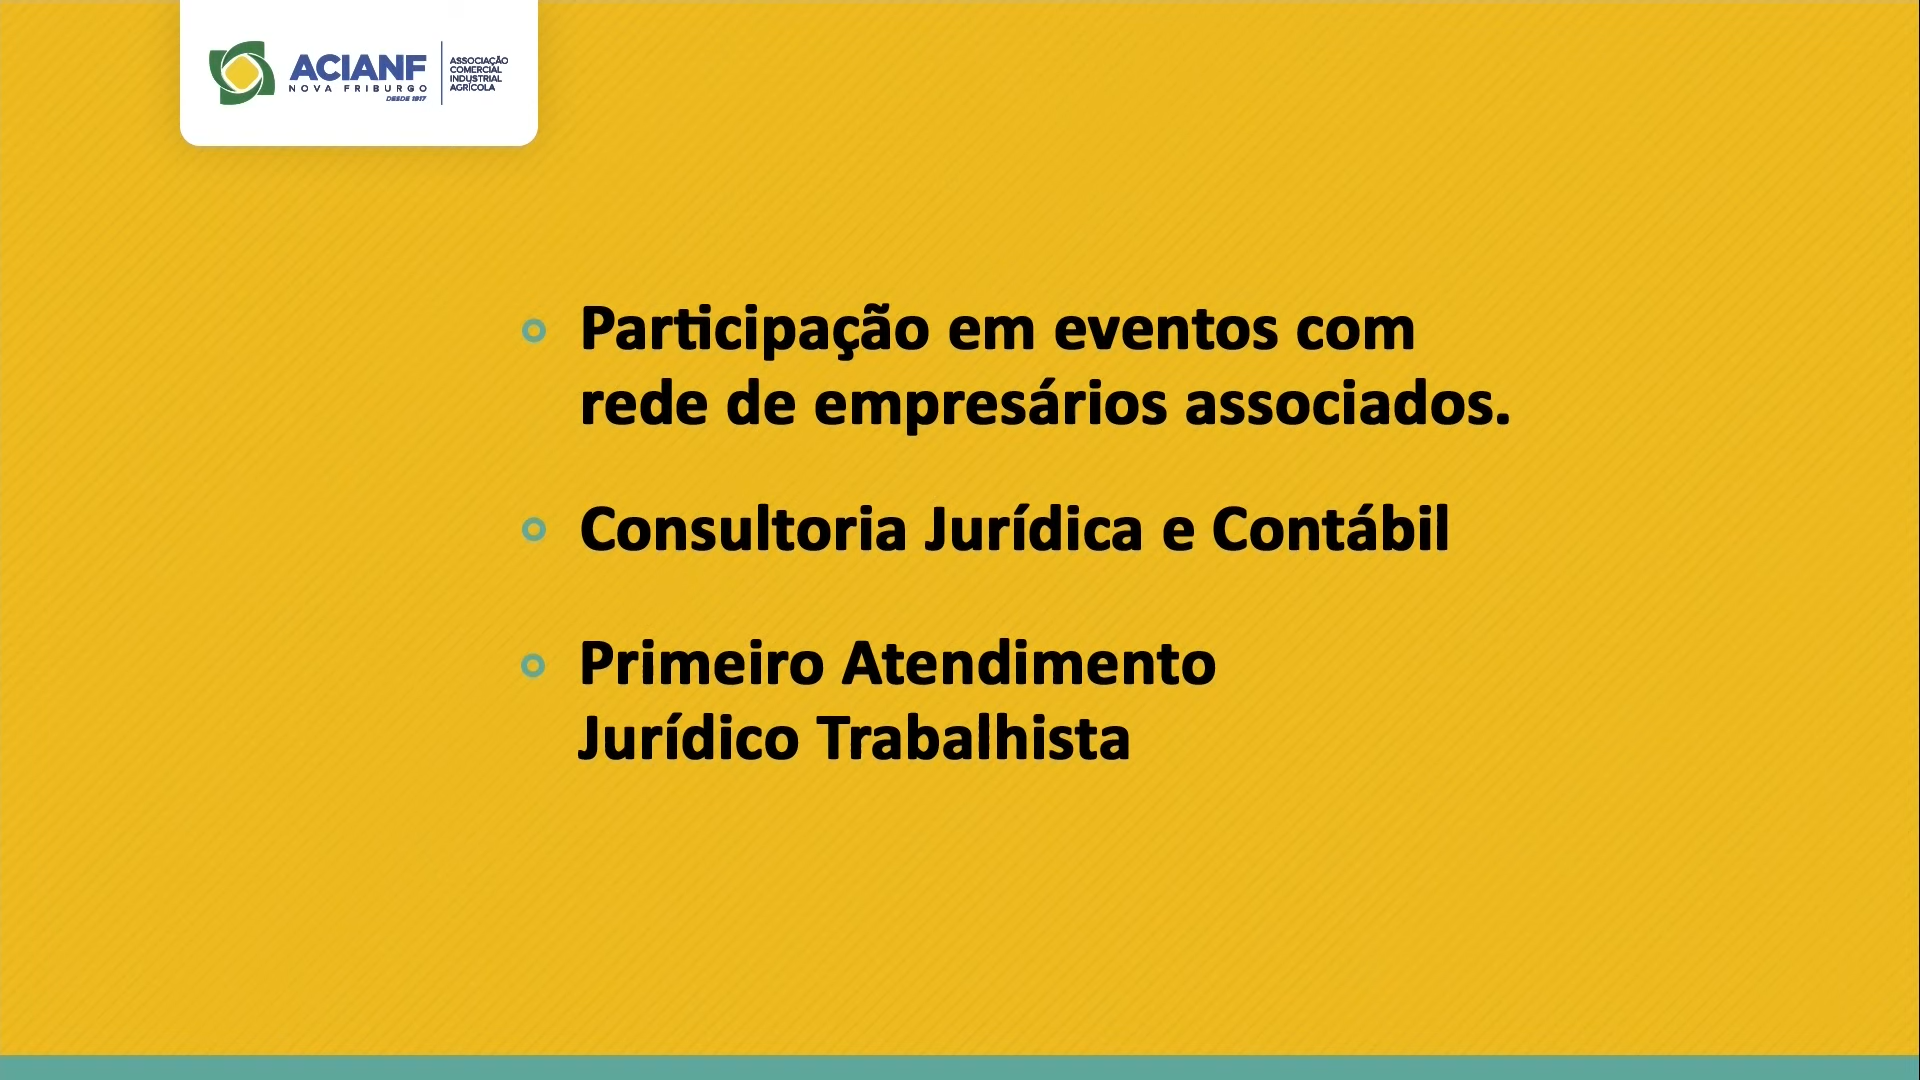 ACIANF
NOVA FRIBURGO
DESDE 1917
ASSOCIAÇÃO
COMERCIAL
INDUSTRIAL
AGRÍCOLA
Participação em eventos com
rede de empresários associados.
Consultoria Jurídica e Contábil
Primeiro Atendimento
Jurídico Trabalhista